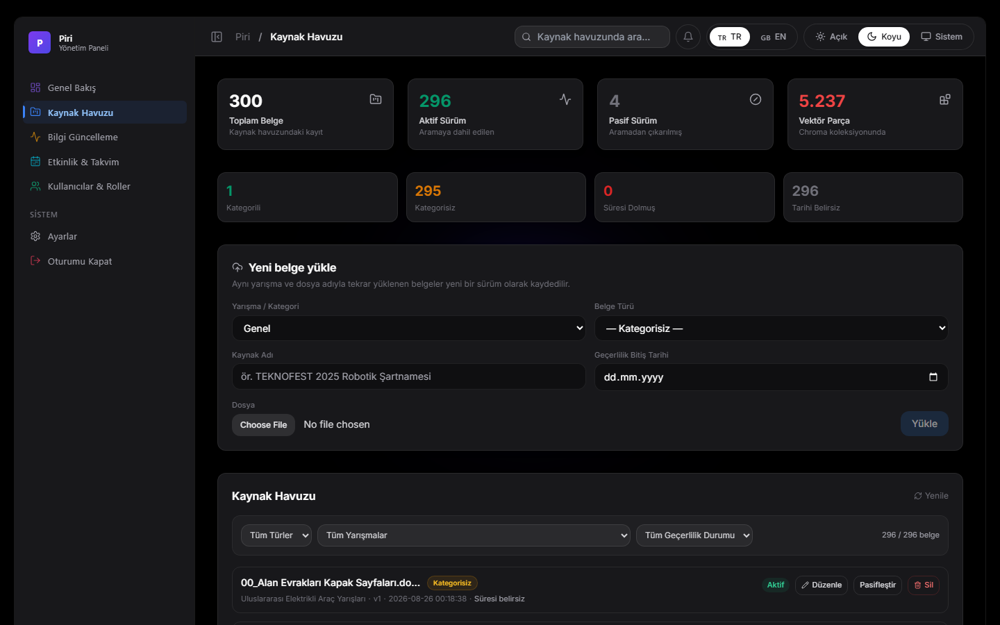 P
Piri
Yönetim Paneli
Genel Bakış
Kaynak Havuzu
Bilgi Güncelleme
Etkinlik & Takvim
Kullanıcılar & Roller
SİSTEM
Ayarlar
Oturumu Kapat
Piri / Kaynak Havuzu
Kaynak havuzunda ara...
TR TR
GB EN
Açık
Koyu
Sistem
300
Toplam Belge
Kaynak havuzundaki kayıt
296
Aktif Sürüm
Aramaya dahil edilen
4
Pasif Sürüm
Aramadan çıkarılmış
5.237
Vektör Parça
Chroma koleksiyonunda
1
Kategorili
295
Kategorisiz
0
Süresi Dolmuş
296
Tarihi Belirsiz
Yeni belge yükle
Aynı yarışma ve dosya adıyla tekrar yüklenen belgeler yeni bir sürüm olarak kaydedilir.
Yarışma / Kategori
Genel
Belge Türü
— Kategorisiz —
Kaynak Adı
ör. TEKNOFEST 2025 Robotik Şartnamesi
Geçerlilik Bitiş Tarihi
dd.mm.yyyy
Dosya
Choose File No file chosen
Yükle
Kaynak Havuzu
Yenile
Tüm Türler
Tüm Yarışmalar
Tüm Geçerlilik Durumu
296 / 296 belge
00_Alan Evrakları Kapak Sayfaları.do... Kategorisiz
Uluslararası Elektrikli Araç Yarışları · v1 · 2026-08-26 00:18:38 · Süresi belirsiz
Aktif
Düzenle
Pasifleştir
Sil